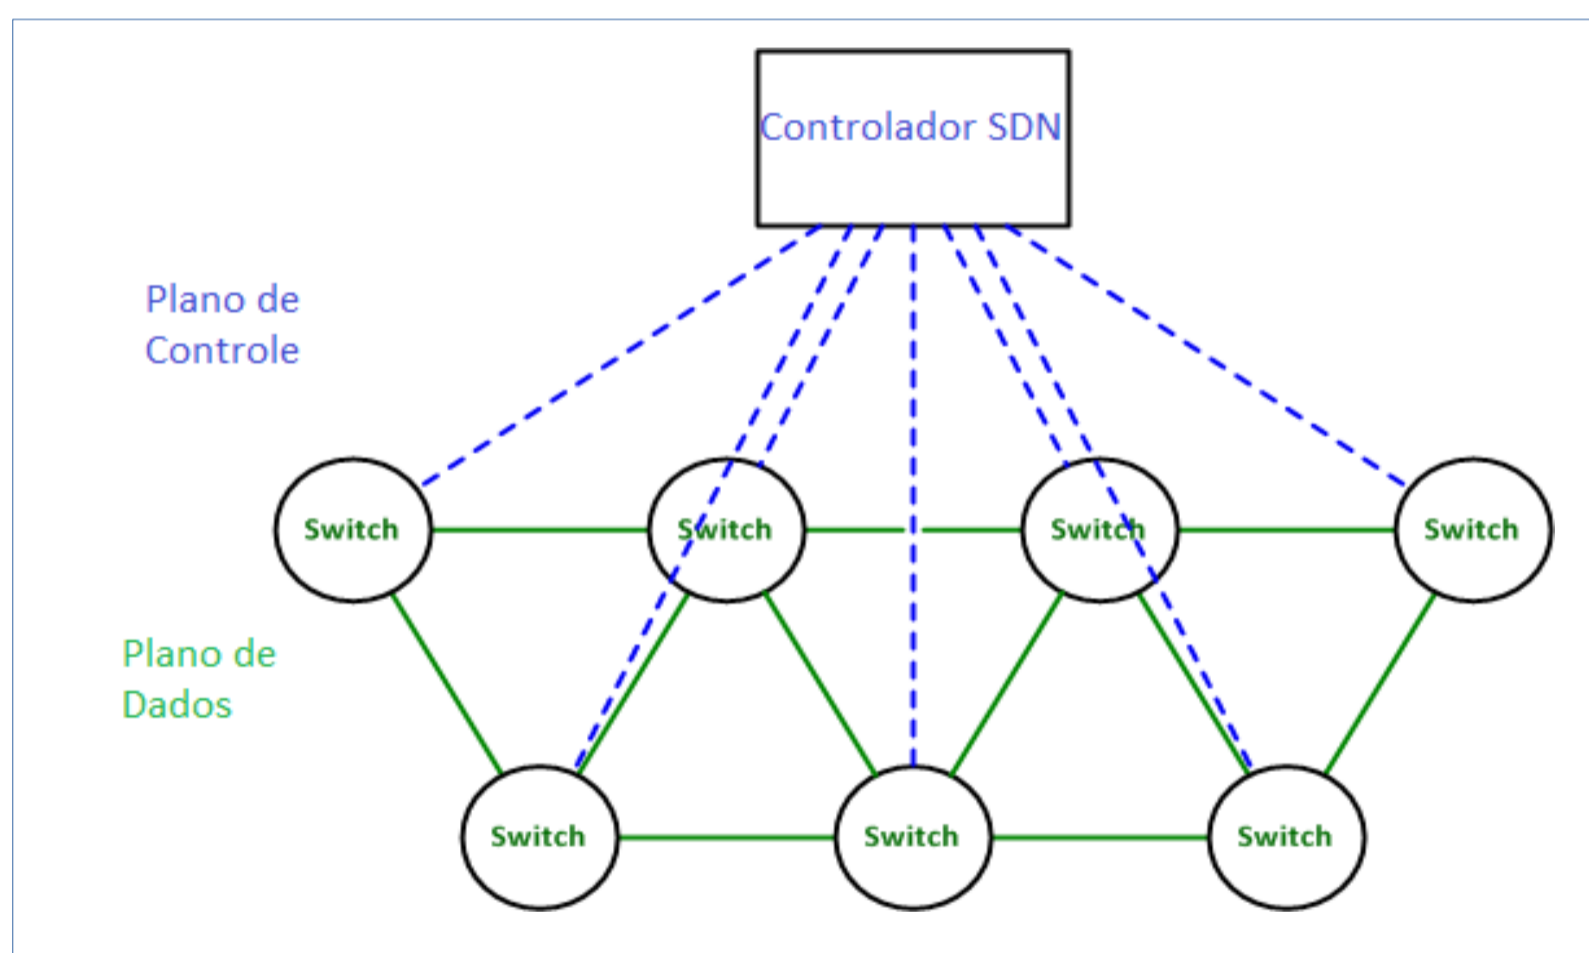 Controlador SDN
Plano de
Controle
Switch
Switch
Switch
Switch
Plano de
Dados
Switch
Switch
Switch